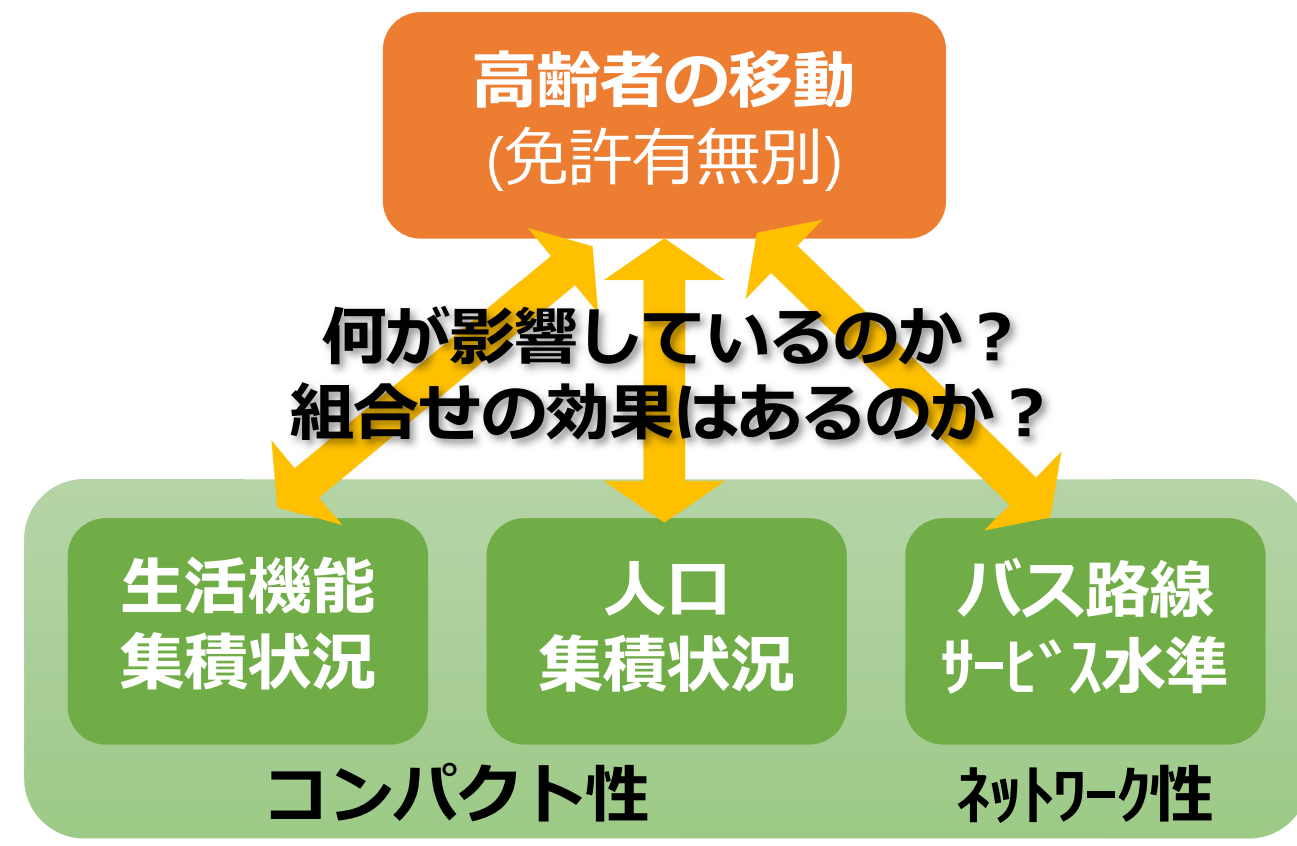 高齢者の移動
(免許有無別)
何が影響しているのか？
組合せの効果はあるのか？
生活機能
集積状況
人口
集積状況
バス路線
ｻｰﾋﾞｽ水準
コンパクト性
ﾈｯﾄﾜｰｸ性